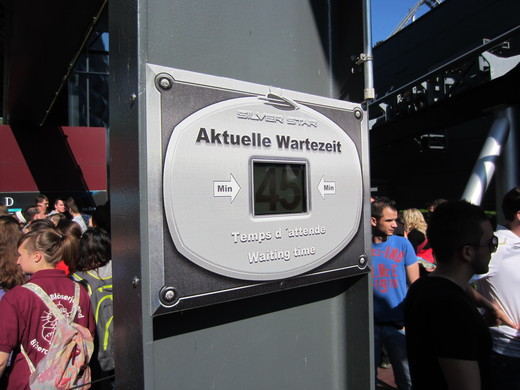 SILVER STAR
Aktuelle Wartezeit
Min 45 Min
Temps d´attende
Waiting time
D